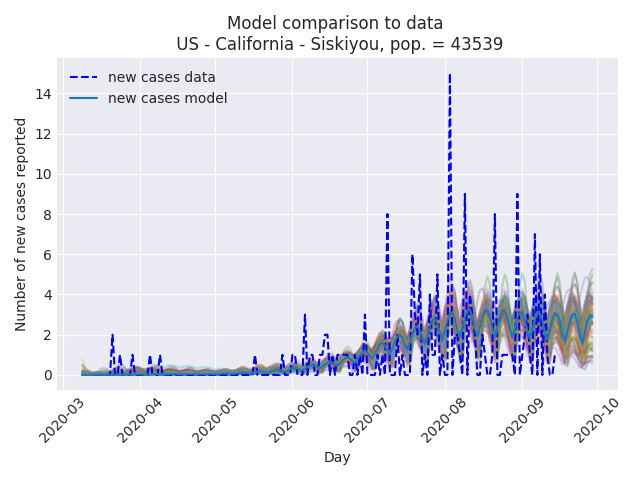 Model comparison to data
US - California - Siskiyou, pop. = 43539
new cases data
new cases model
Number of new cases reported
14
12
10
8
6
4
2
0
2020-03
2020-04
2020-05
2020-06
2020-07
2020-08
2020-09
2020-10
Day